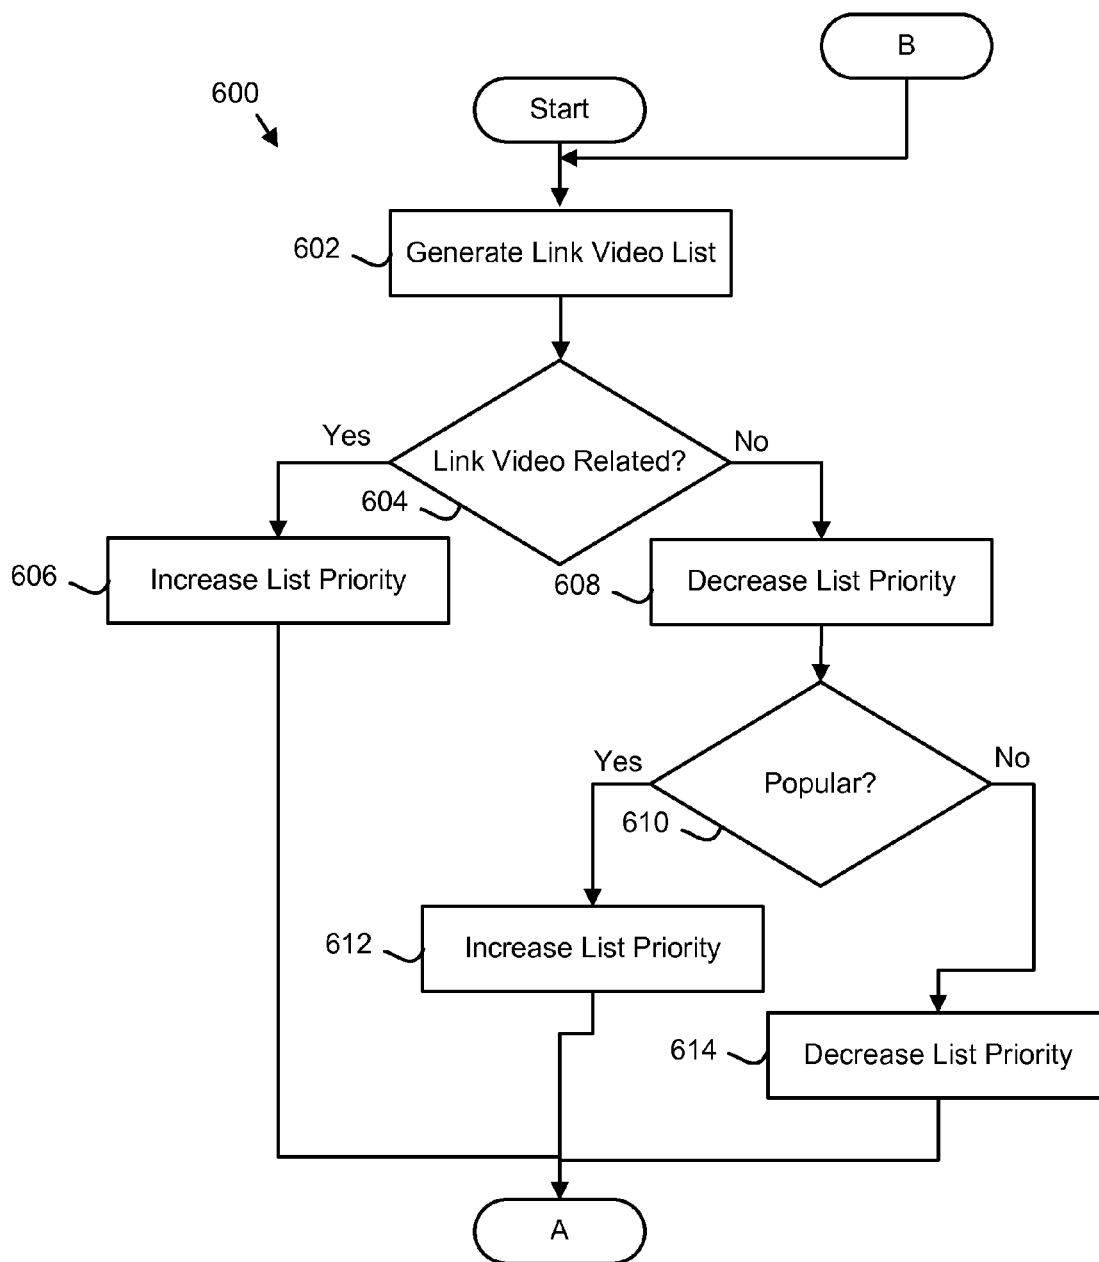 B
600
Start
602
Generate Link Video List
Yes
No
Link Video Related?
604
606
Increase List Priority
608
Decrease List Priority
Yes
No
Popular?
610
612
Increase List Priority
614
Decrease List Priority
A